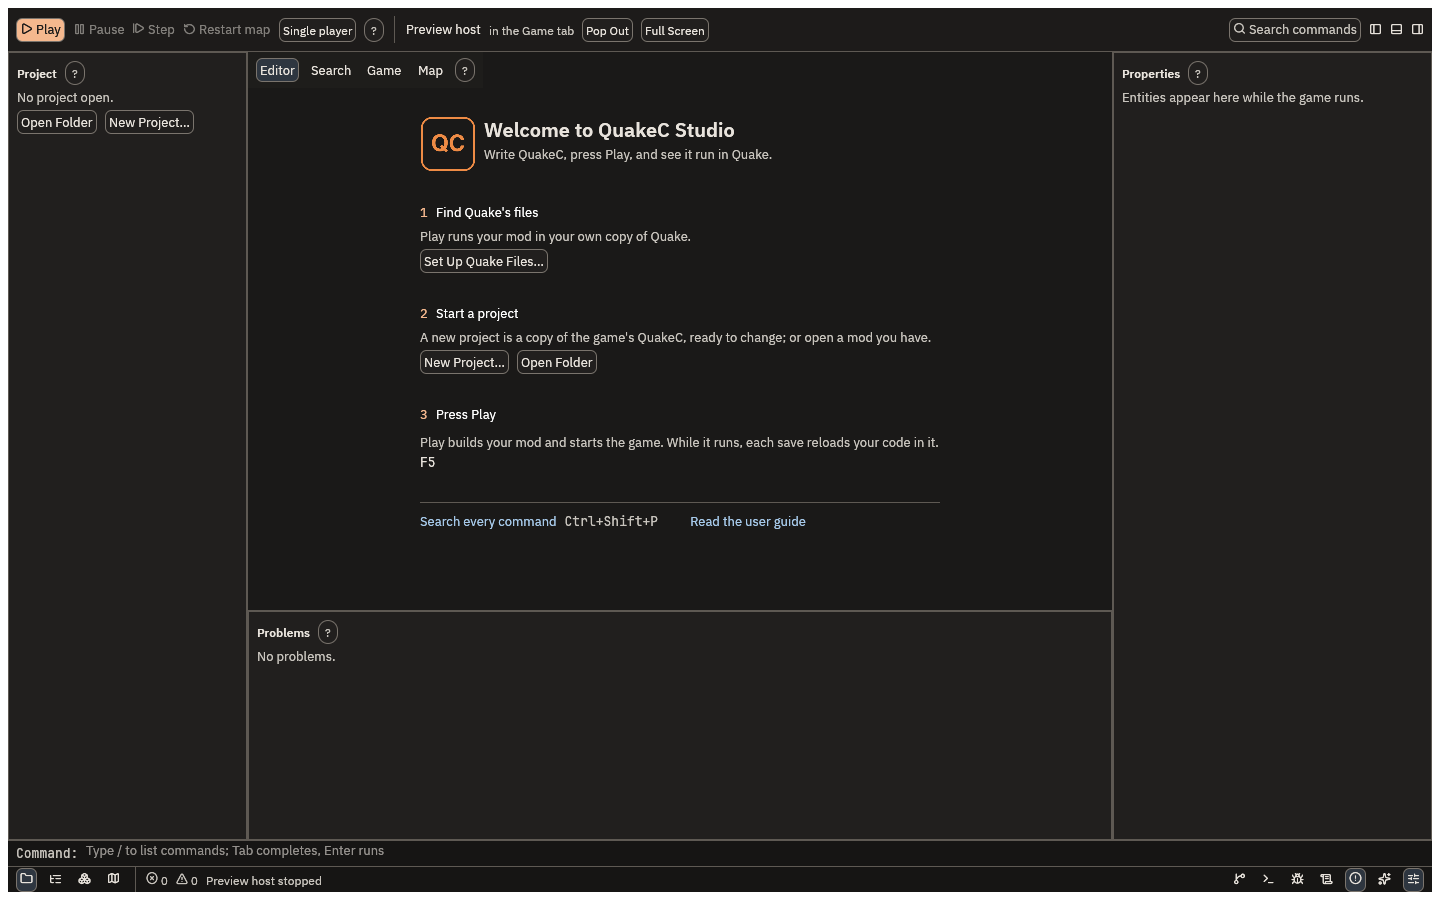 Play Pause Step Restart map Single player ? Preview host in the Game tab Pop Out Full Screen Search commands
Project ?
No project open.
Open Folder New Project...
Editor Search Game Map ?
QC
Welcome to QuakeC Studio
Write QuakeC, press Play, and see it run in Quake.
1 Find Quake's files
Play runs your mod in your own copy of Quake.
Set Up Quake Files...
2 Start a project
A new project is a copy of the game's QuakeC, ready to change; or open a mod you have.
New Project... Open Folder
3 Press Play
Play builds your mod and starts the game. While it runs, each save reloads your code in it.
F5
Search every command Ctrl+Shift+P Read the user guide
Problems ?
No problems.
Properties ?
Entities appear here while the game runs.
Command: Type / to list commands; Tab completes, Enter runs
0 0 Preview host stopped